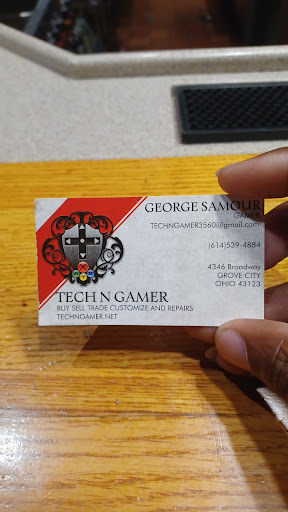 GEORGE SAMOUR
GAMER
TECHNGAMER3560@gmail.com
(614)539-4884
4346 Broadway
GROVE CITY
OHIO 43123
TECH N GAMER
BUY SELL TRADE CUSTOMIZE AND REPAIRS
TECHNGAMER.NET